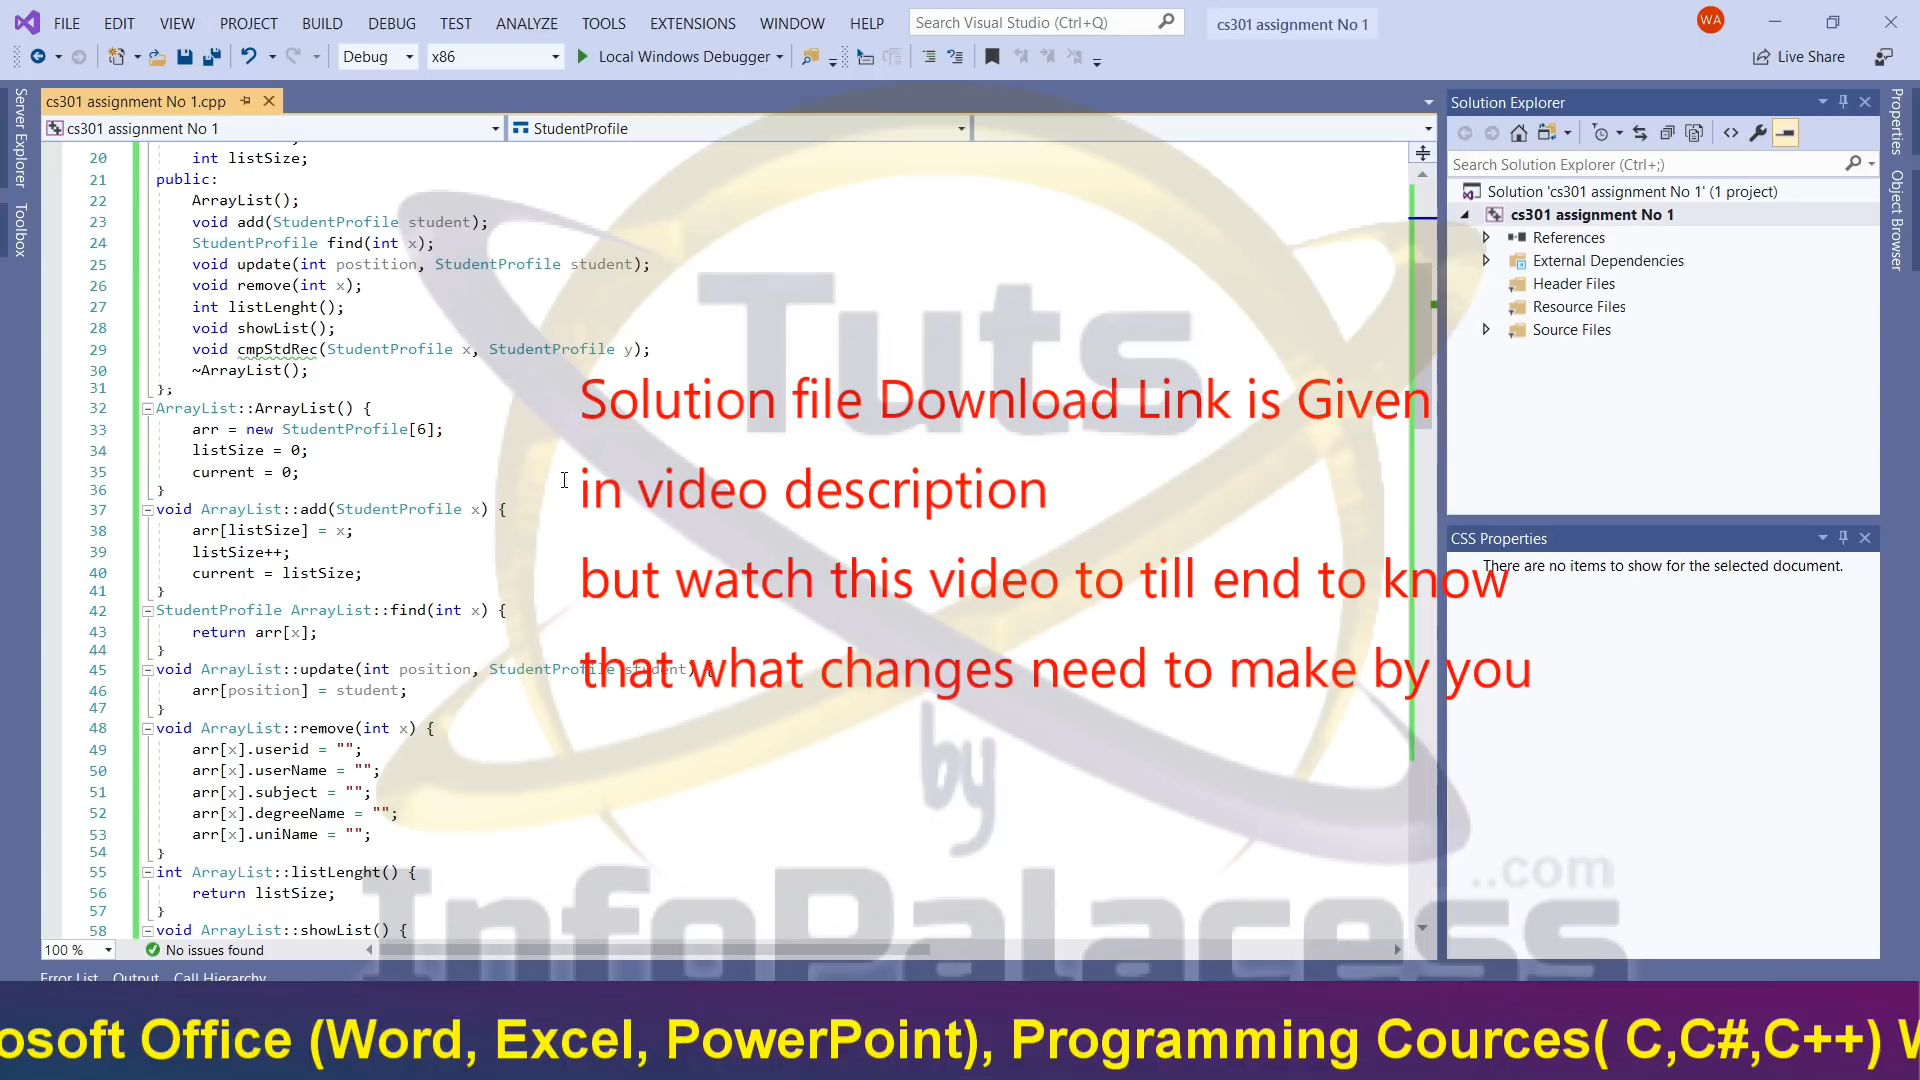 FILE EDIT VIEW PROJECT BUILD DEBUG TEST ANALYZE TOOLS EXTENSIONS WINDOW HELP Search Visual Studio (Ctrl+Q) cs301 assignment No 1 WA
Debug x86 Local Windows Debugger Live Share
Server Explorer
Toolbox
cs301 assignment No 1.cpp
cs301 assignment No 1 StudentProfile
20 int listSize;
21 public:
22 ArrayList();
23 void add(StudentProfile student);
24 StudentProfile find(int x);
25 void update(int postition, StudentProfile student);
26 void remove(int x);
27 int listLenght();
28 void showList();
29 void cmpStdRec(StudentProfile x, StudentProfile y);
30 ~ArrayList();
31 };
32 ArrayList::ArrayList() {
33 arr = new StudentProfile[6];
34 listSize = 0;
35 current = 0;
36 }
37 void ArrayList::add(StudentProfile x) {
38 arr[listSize] = x;
39 listSize++;
40 current = listSize;
41 }
42 StudentProfile ArrayList::find(int x) {
43 return arr[x];
44 }
45 void ArrayList::update(int position, StudentProfile student) {
46 arr[position] = student;
47 }
48 void ArrayList::remove(int x) {
49 arr[x].userid = "";
50 arr[x].userName = "";
51 arr[x].subject = "";
52 arr[x].degreeName = "";
53 arr[x].uniName = "";
54 }
55 int ArrayList::listLenght() {
56 return listSize;
57 }
58 void ArrayList::showList() {
100 % No issues found
Error List Output Call Hierarchy
Solution file Download Link is Given
in video description
but watch this video to till end to know
that what changes need to make by you
Tuts
by
InfoPalacess
..com
Solution Explorer
Search Solution Explorer (Ctrl+;)
Solution 'cs301 assignment No 1' (1 project)
cs301 assignment No 1
References
External Dependencies
Header Files
Resource Files
Source Files
CSS Properties
There are no items to show for the selected document.
Properties
Object Browser
osoft Office (Word, Excel, PowerPoint), Programming Cources( C,C#,C++) W